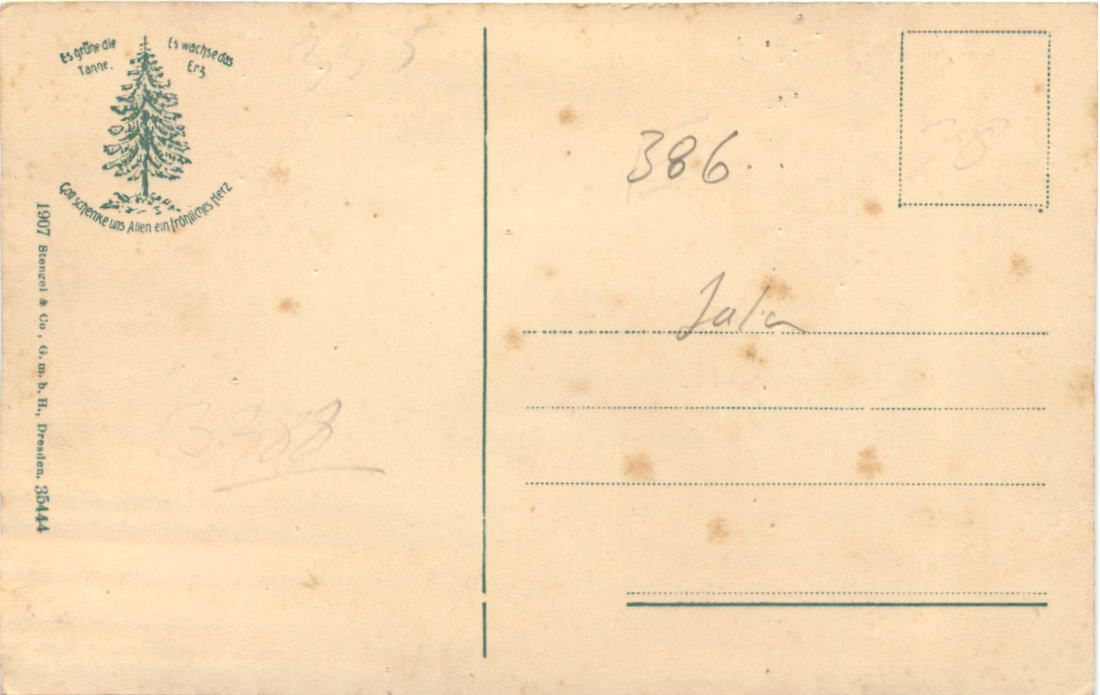 Es grüne die
Tanne.
Es wachse das
Erz
Gott schenke uns Allen ein fröhliches Herz
1907 Stengel & Co., G. m. b. H., Dresden. 35444
386.